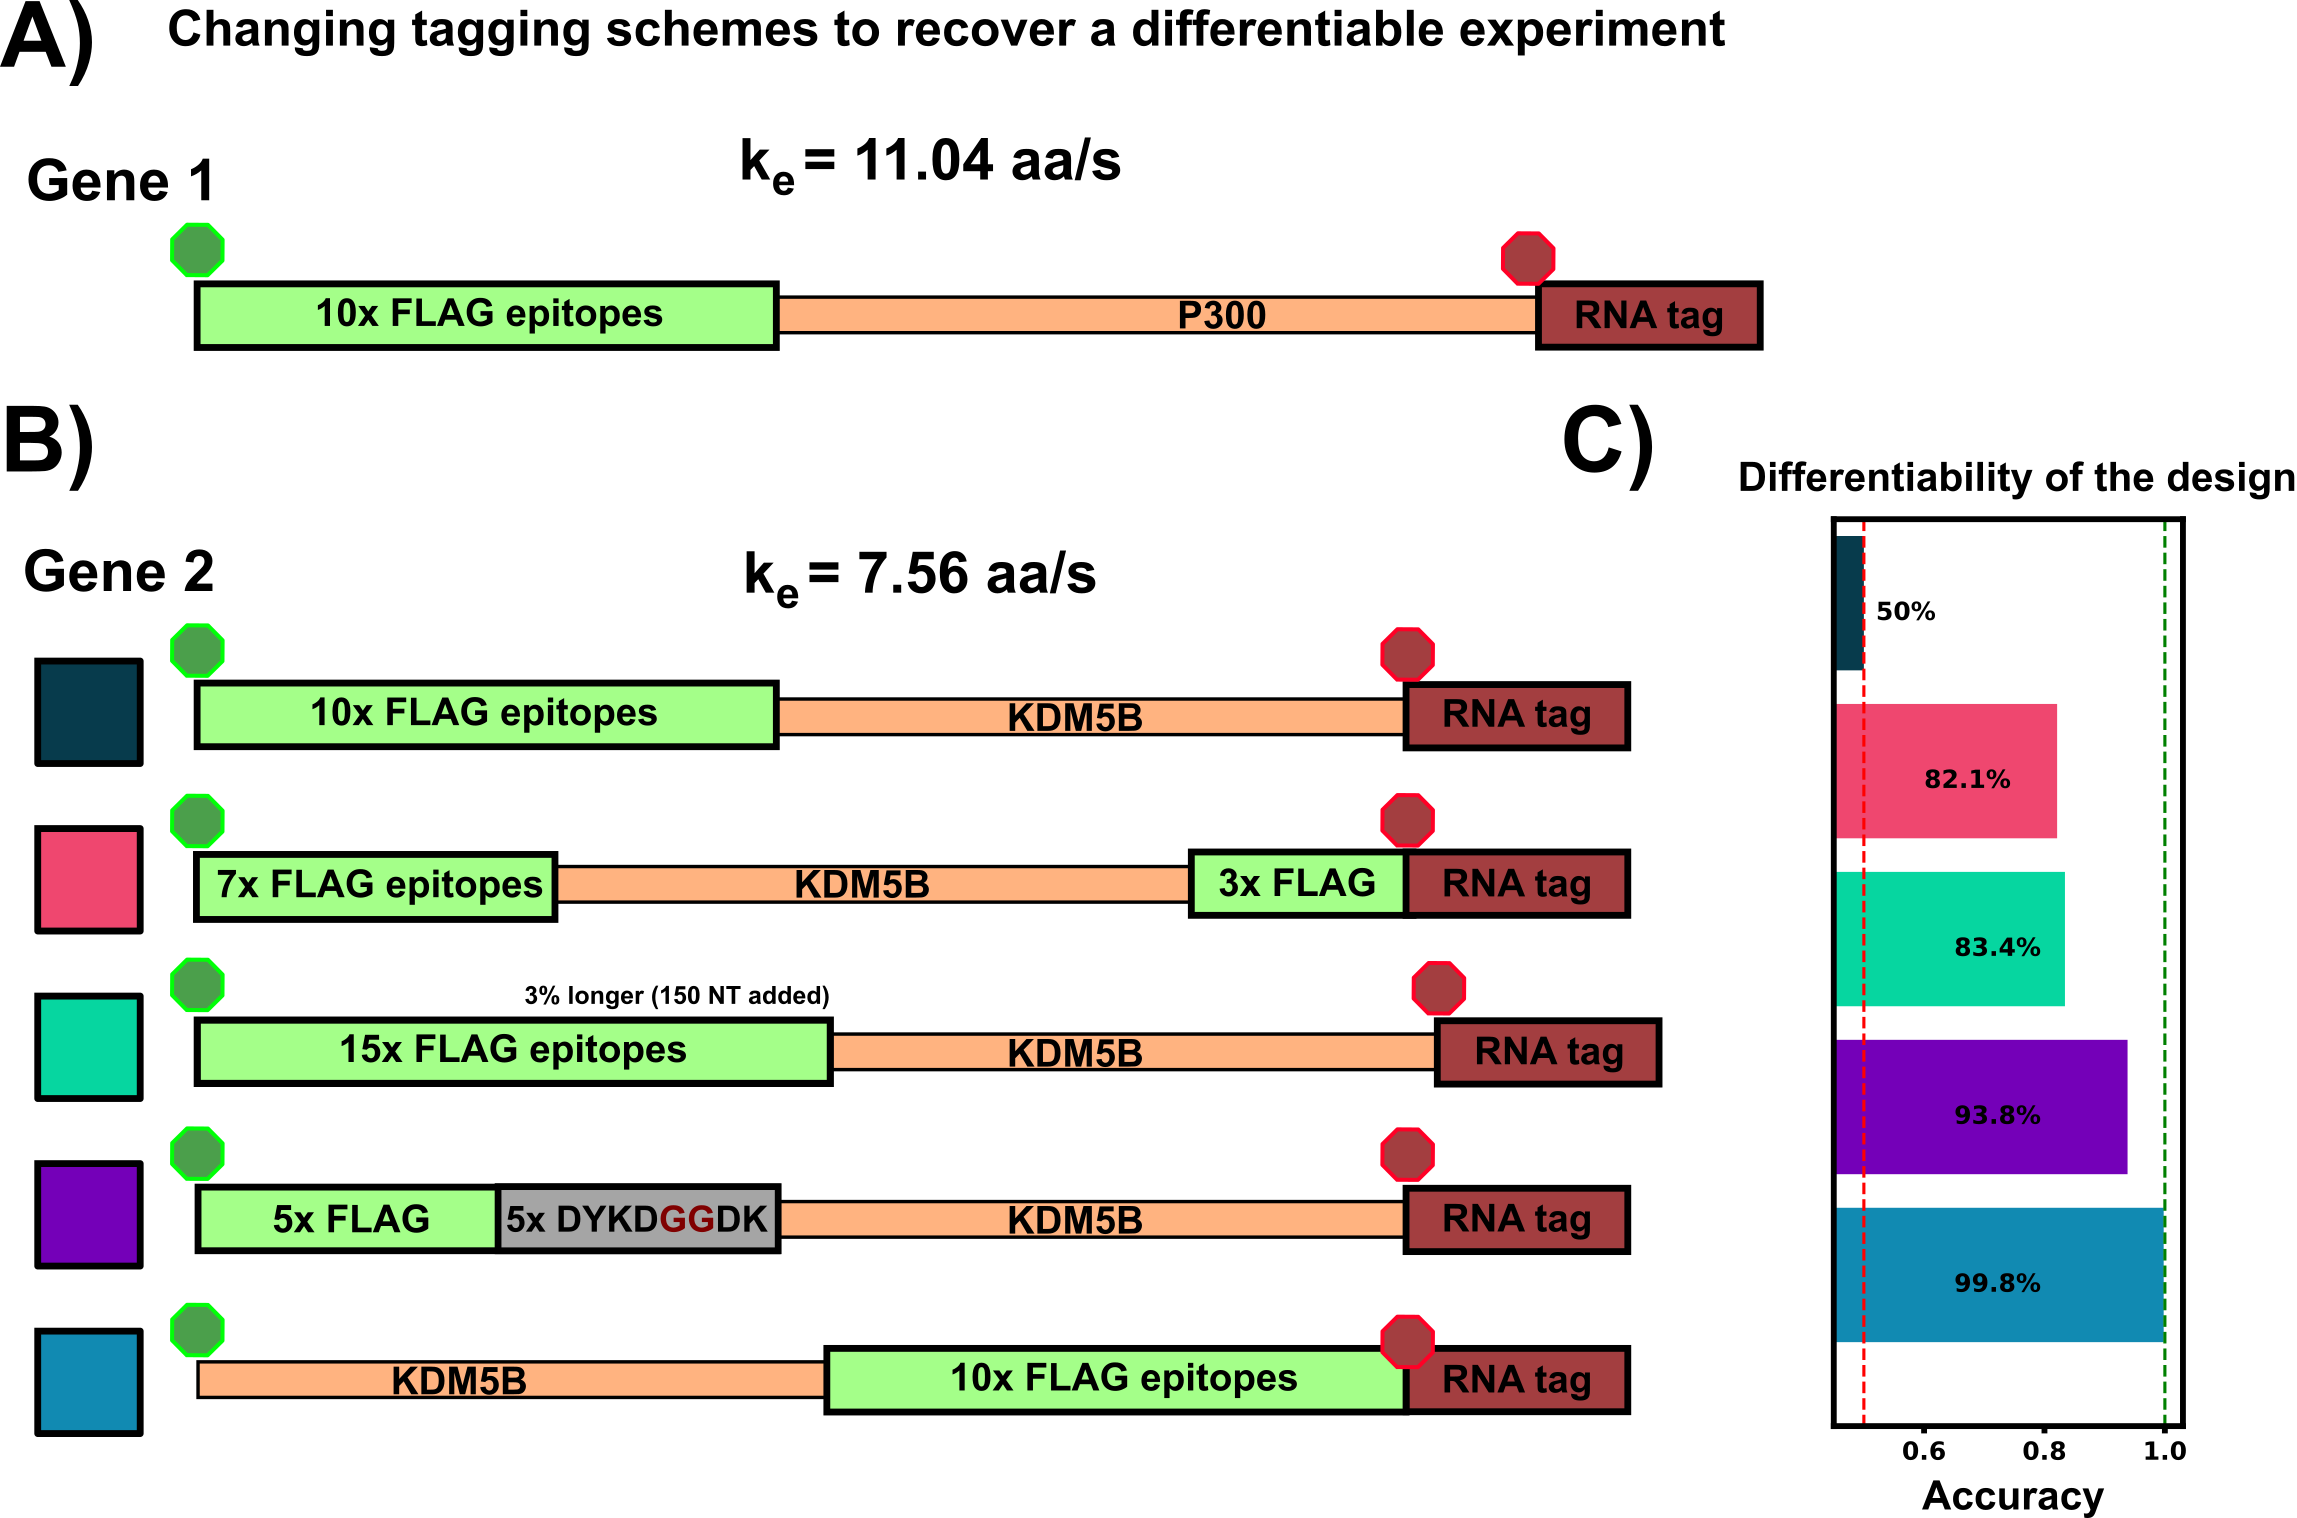 A) Changing tagging schemes to recover a differentiable experiment
Gene 1
ke = 11.04 aa/s
10x FLAG epitopes P300 RNA tag
B)
Gene 2
ke = 7.56 aa/s
10x FLAG epitopes KDM5B RNA tag
7x FLAG epitopes KDM5B 3x FLAG RNA tag
3% longer (150 NT added)
15x FLAG epitopes KDM5B RNA tag
5x FLAG 5x DYKDGGDK KDM5B RNA tag
KDM5B 10x FLAG epitopes RNA tag
C)
Differentiability of the design
50%
82.1%
83.4%
93.8%
99.8%
0.6 0.8 1.0
Accuracy